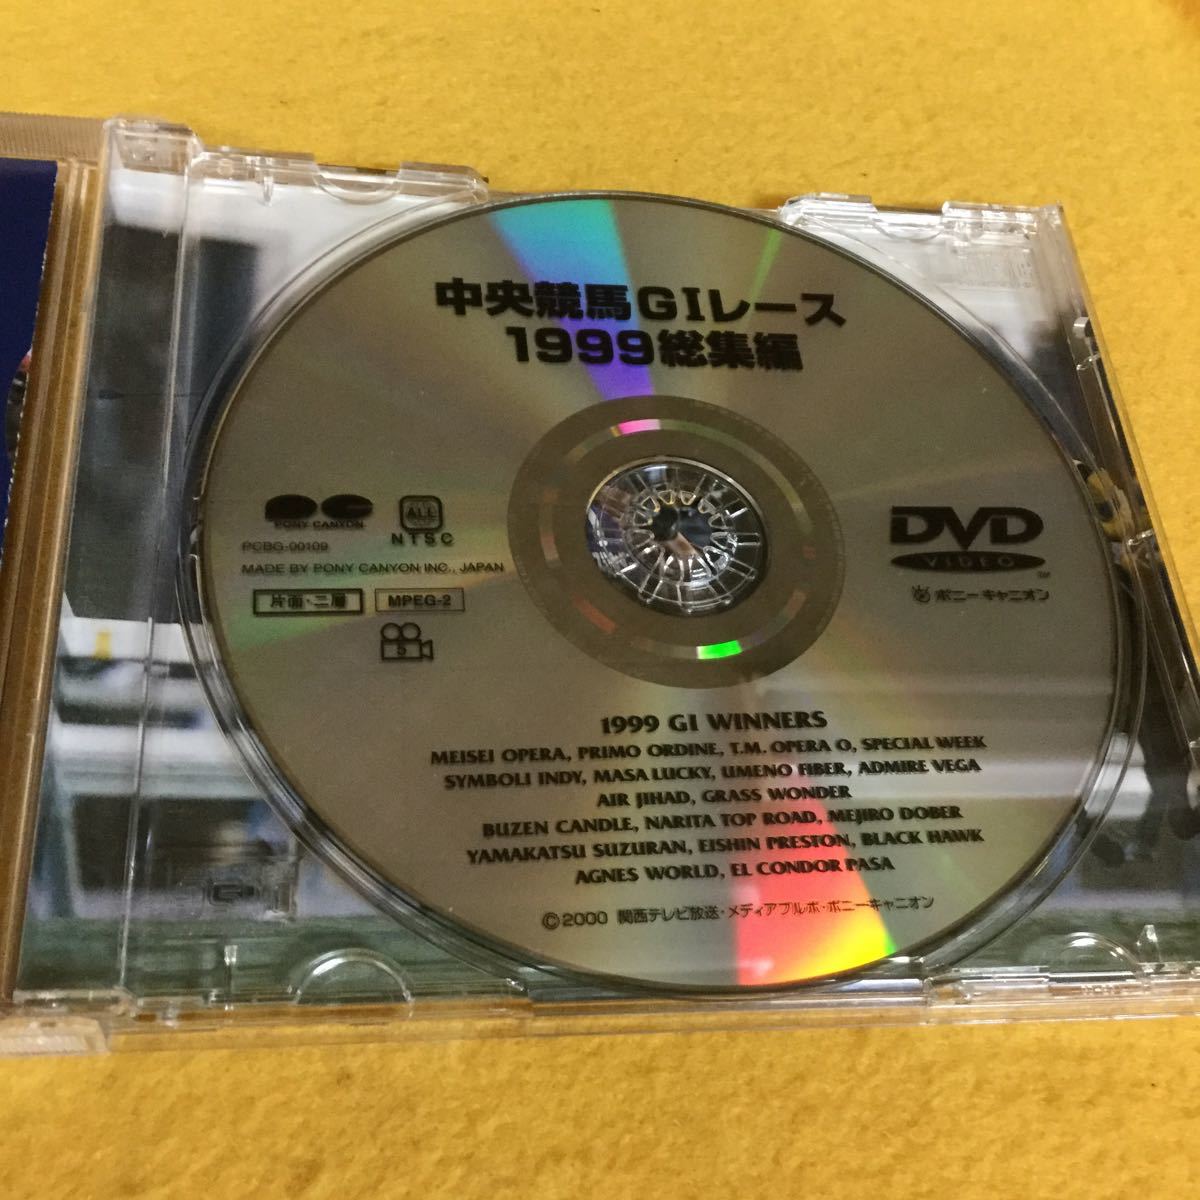 中央競馬GIレース
1999総集編
PONY CANYON
ALL
NTSC
PCBG-00109
MADE BY PONY CANYON INC., JAPAN
片面・二層
MPEG-2
5
DVD
VIDEO
TM
ポニーキャニオン
1999 GI WINNERS
MEISEI OPERA, PRIMO ORDINE, T.M. OPERA O, SPECIAL WEEK
SYMBOLI INDY, MASA LUCKY, UMENO FIBER, ADMIRE VEGA
AIR JIHAD, GRASS WONDER
BUZEN CANDLE, NARITA TOP ROAD, MEJIRO DOBER
YAMAKATSU SUZURAN, EISHIN PRESTON, BLACK HAWK
AGNES WORLD, EL CONDOR PASA
©2000 関西テレビ放送・メディアプルポ・ポニーキャニオン